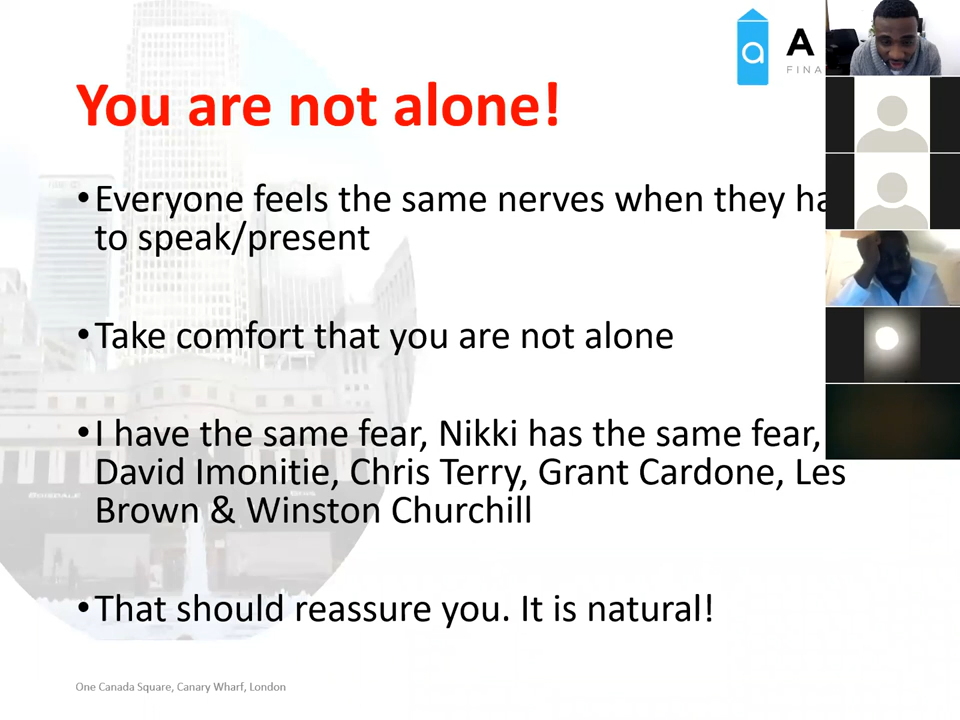 You are not alone!
A
FINA
•Everyone feels the same nerves when they ha
to speak/present
•Take comfort that you are not alone
•I have the same fear, Nikki has the same fear,
David Imonitie, Chris Terry, Grant Cardone, Les
Brown & Winston Churchill
•That should reassure you. It is natural!
One Canada Square, Canary Wharf, London